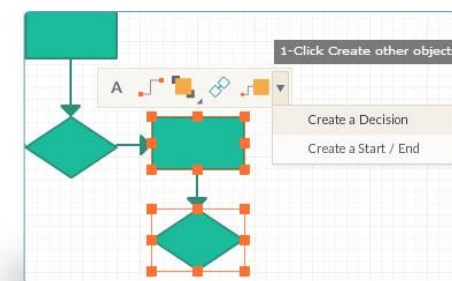 1-Click Create other object
A
Create a Decision
Create a Start / End